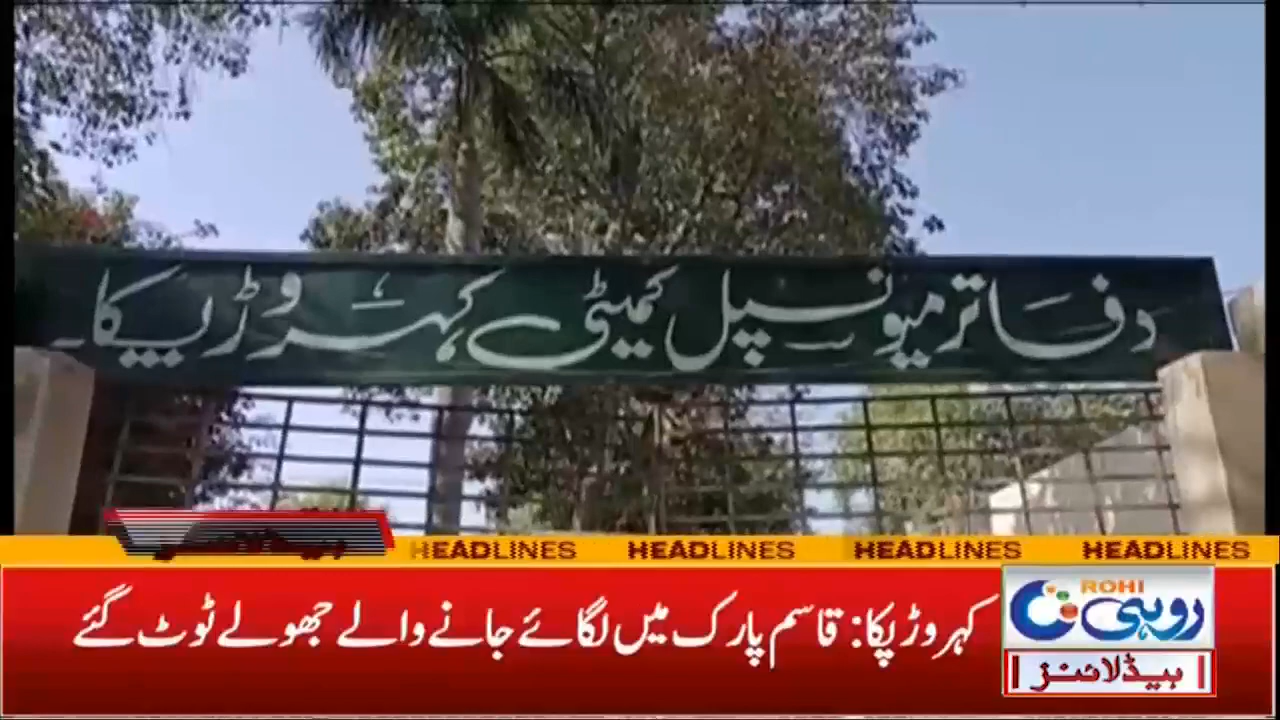 دفاتر میونسپل کمیٹی کہروڑپکا۔
HEADLINES HEADLINES HEADLINES HEADLINES
کہروڑپکا: قاسم پارک میں لگائے جانے والے جھولے ٹوٹ گئے
ROHI
روہی
ہیڈلائنز